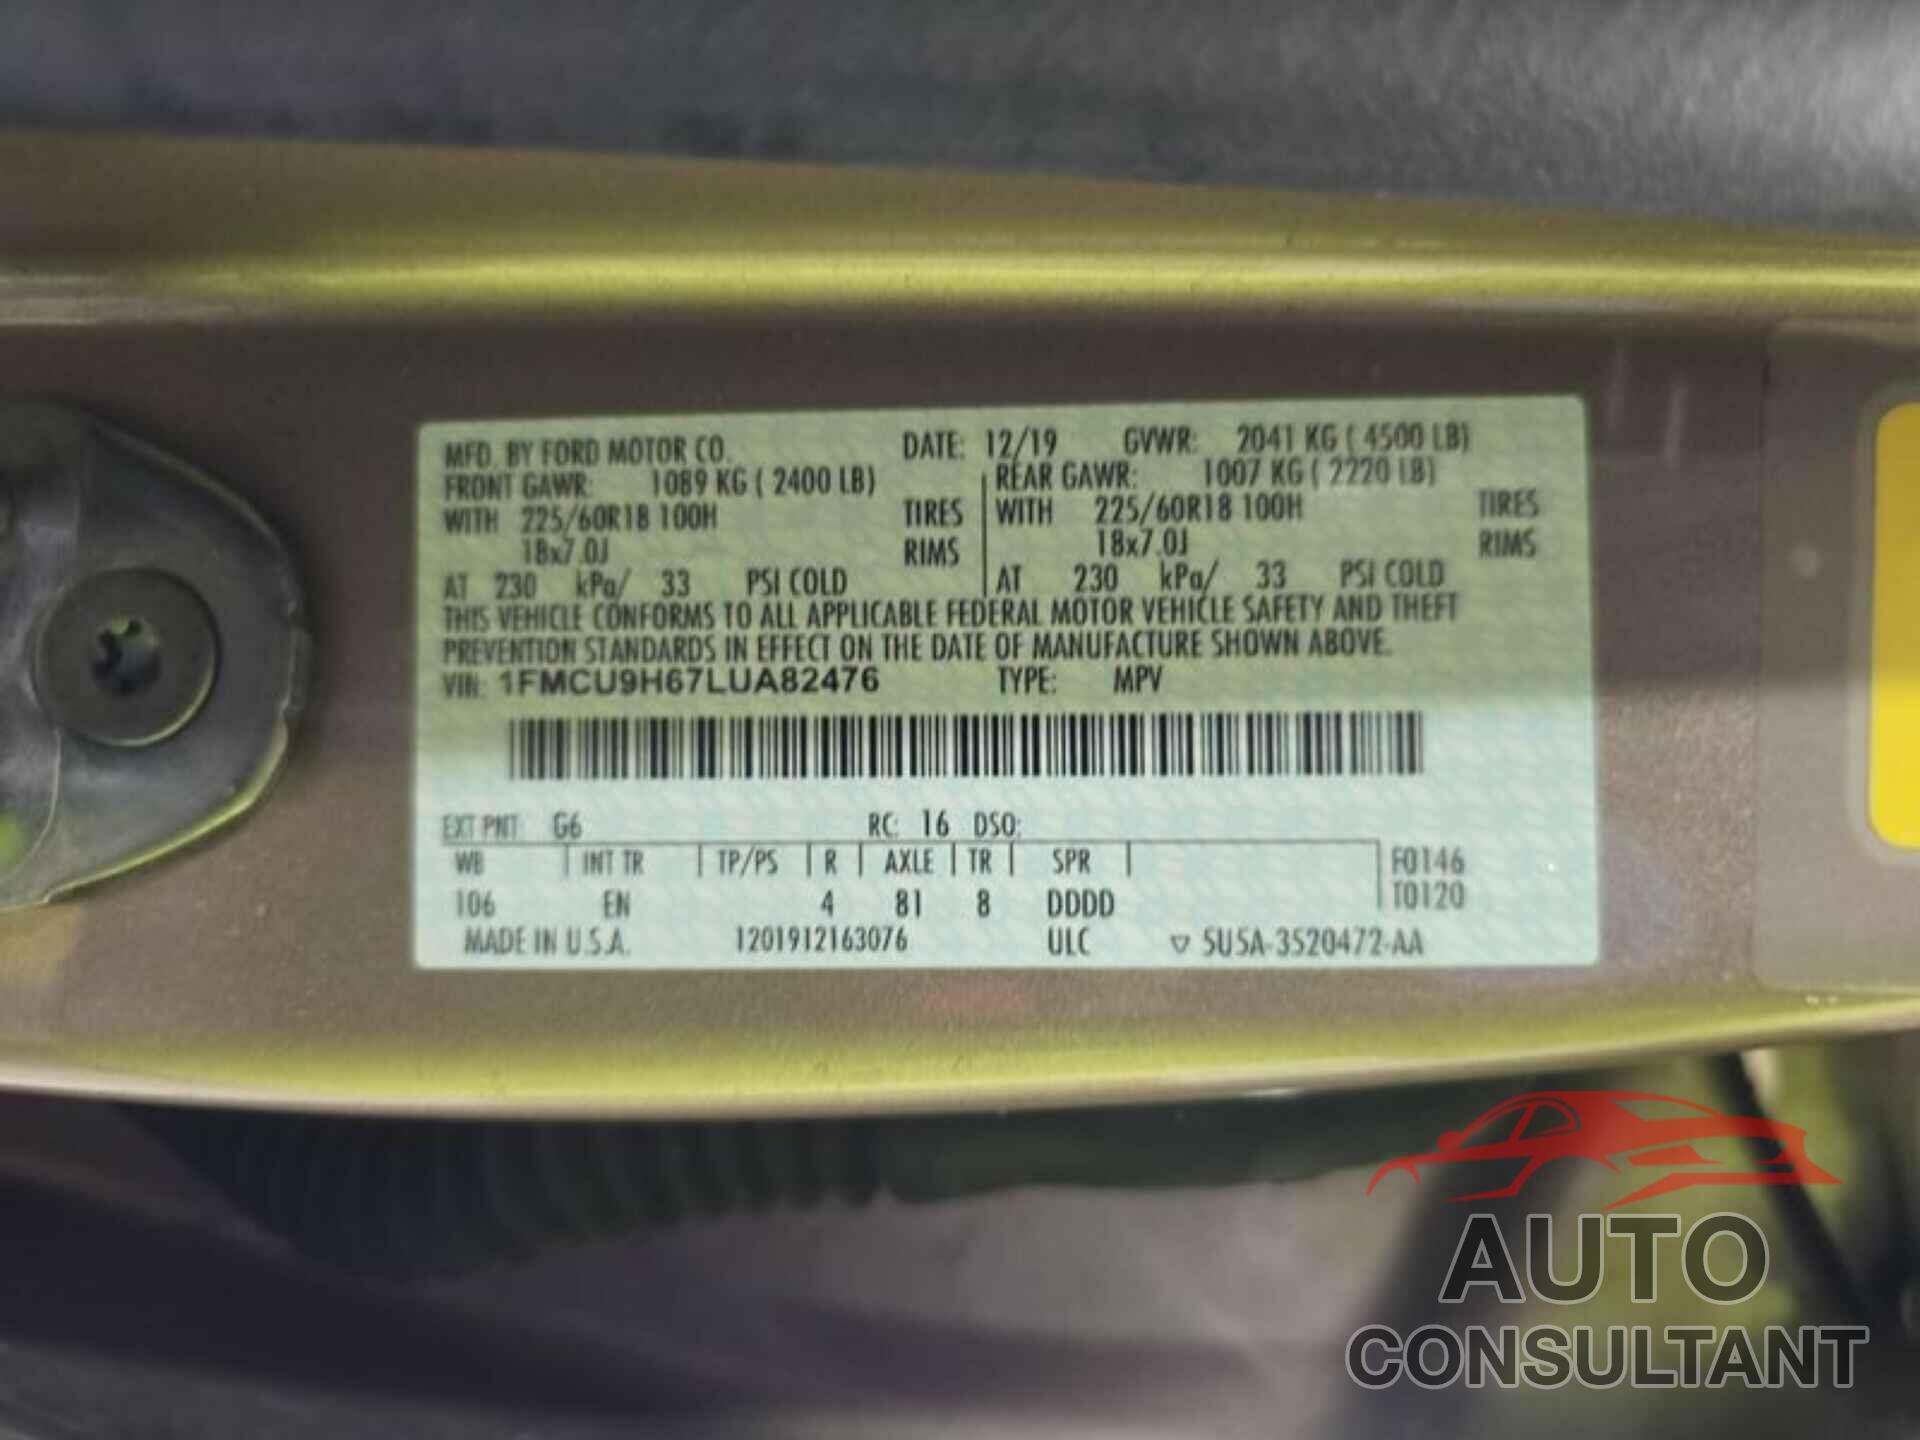 MFD. BY FORD MOTOR CO. DATE: 12/19 GVWR: 2041 KG ( 4500 LB)
FRONT GAWR: 1089 KG ( 2400 LB) REAR GAWR: 1007 KG ( 2220 LB)
WITH 225/60R18 100H TIRES WITH 225/60R18 100H TIRES
18x7.0J RIMS 18x7.0J RIMS
AT 230 kPa/ 33 PSI COLD AT 230 kPa/ 33 PSI COLD
THIS VEHICLE CONFORMS TO ALL APPLICABLE FEDERAL MOTOR VEHICLE SAFETY AND THEFT
PREVENTION STANDARDS IN EFFECT ON THE DATE OF MANUFACTURE SHOWN ABOVE.
VIN: 1FMCU9H67LUA82476 TYPE: MPV
EXT PNT: G6 RC: 16 DSO:
WB INT TR TP/PS R AXLE TR SPR F0146
106 EN 4 81 8 DDDD T0120
MADE IN U.S.A. 1201912163076 ULC ▽ 5U5A-3520472-AA
AUTO
CONSULTANT